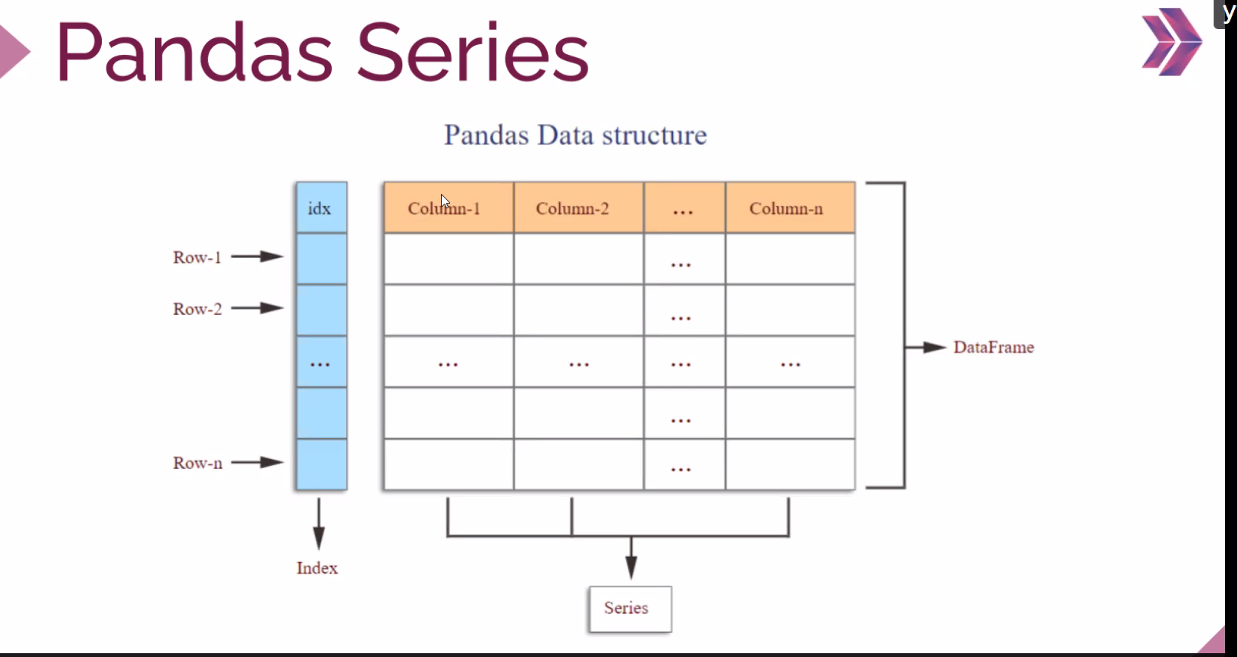 Pandas Series
y
Pandas Data structure
idx Column-1 Column-2 ... Column-n
Row-1 ...
Row-2 ...
... ... ... ... ...
...
Row-n ...
DataFrame
Index
Series